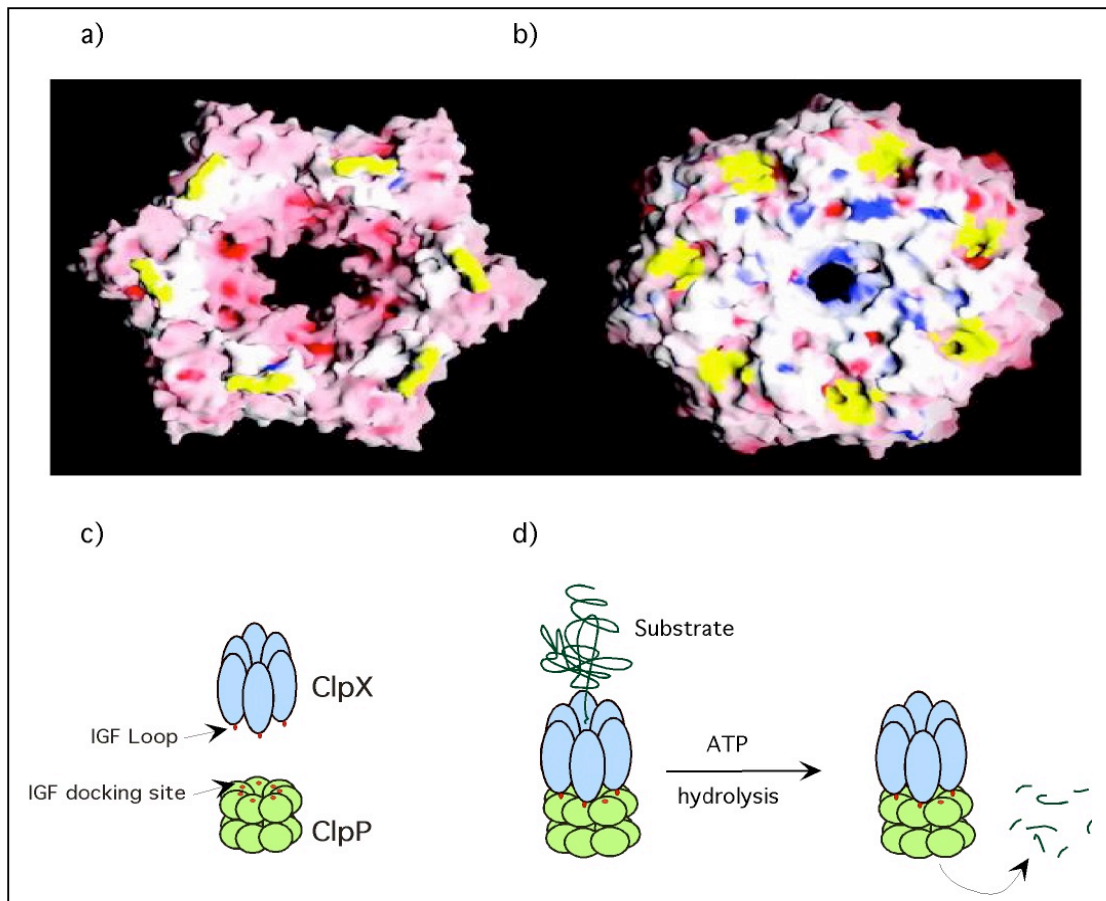 a)
b)
c)
d)
Substrate
ClpX
IGF Loop
ATP
hydrolysis
IGF docking site
ClpP